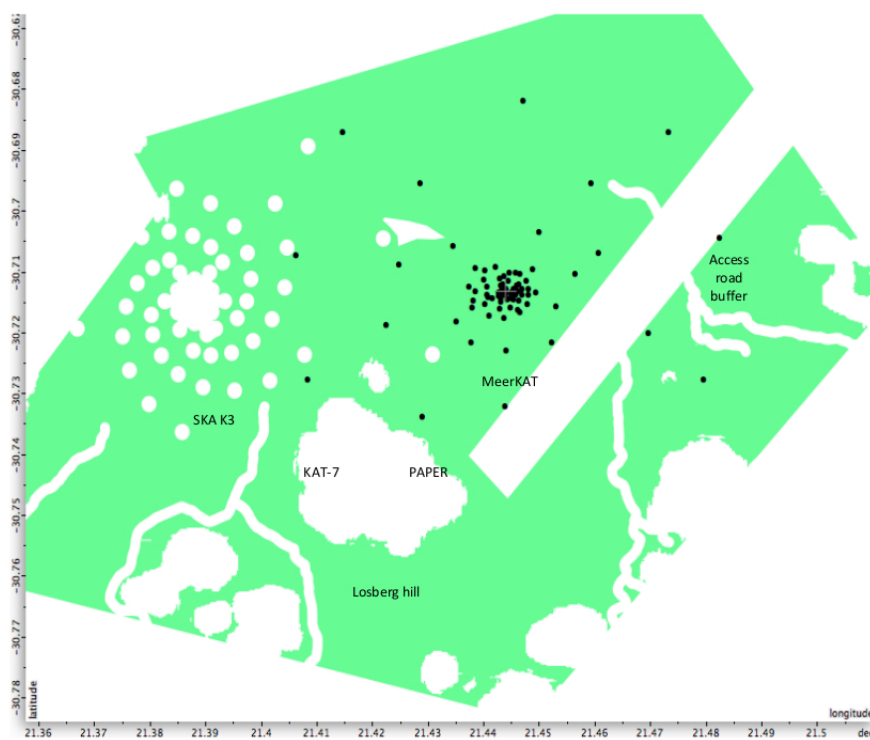 -30.67
-30.68
-30.69
-30.7
-30.71
-30.72
-30.73
-30.74
-30.75
-30.76
-30.77
-30.78
Access
road
buffer
MeerKAT
SKA K3
KAT-7 PAPER
Losberg hill
latitude
longitude
21.36 21.37 21.38 21.39 21.4 21.41 21.42 21.43 21.44 21.45 21.46 21.47 21.48 21.49 21.5 de